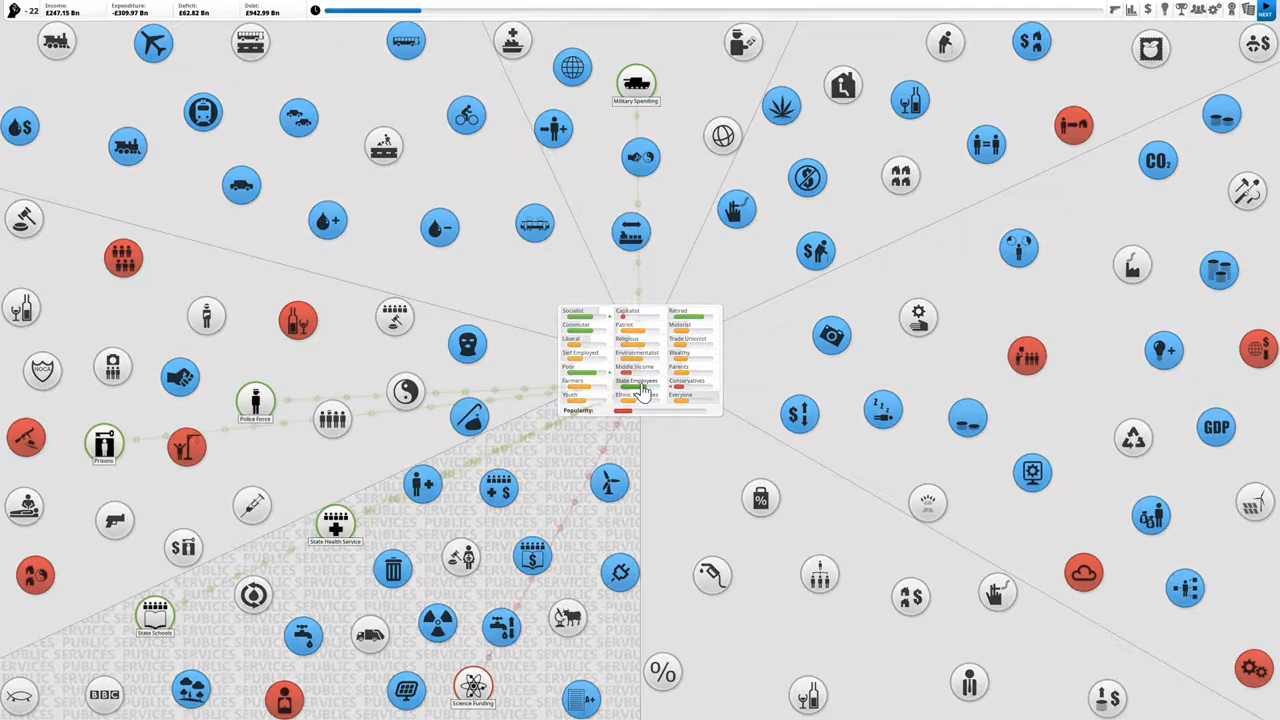 Income: Expenditure: Deficit: Debt:
- 22 £247.15 Bn -£309.97 Bn £62.82 Bn £942.99 Bn
NEXT
Military Spending
CO₂
Socialist Capitalist Retired
Commuter Patriot Motorist
Liberal Religious Trade Unionist
Self Employed Environmentalist Wealthy
Poor Middle Income Parents
Farmers State Employees Conservatives
Youth Ethnic Everyone
Popularity:
NOCA
Police Force
Prisons
GDP
State Health Service
State Schools
BBC
Science Funding
A+
%
PUBLIC SERVICES